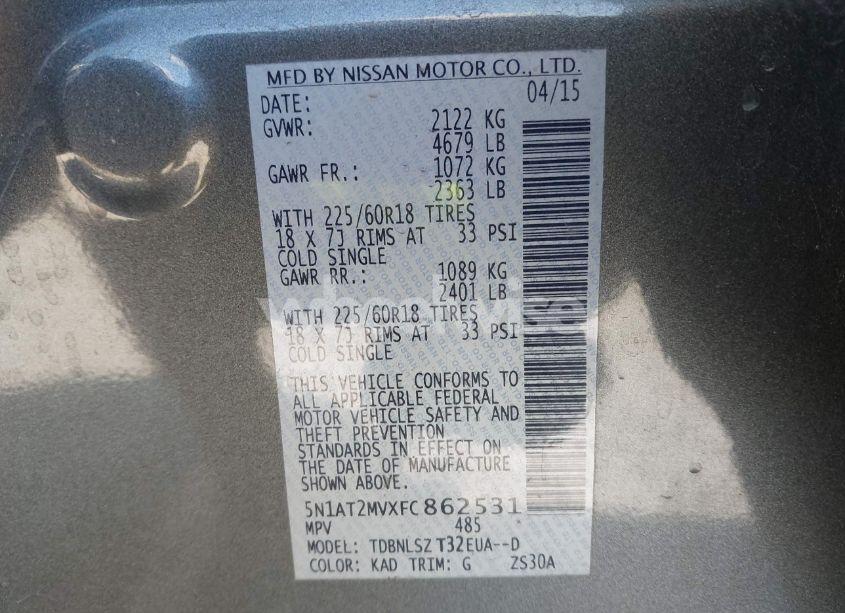 MFD BY NISSAN MOTOR CO., LTD.
DATE: 04/15
GVWR: 2122 KG
4679 LB
GAWR FR.: 1072 KG
2363 LB
WITH 225/60R18 TIRES
18 X 7J RIMS AT 33 PSI
COLD SINGLE
GAWR RR.: 1089 KG
2401 LB
WITH 225/60R18 TIRES
18 X 7J RIMS AT 33 PSI
COLD SINGLE
THIS VEHICLE CONFORMS TO
ALL APPLICABLE FEDERAL
MOTOR VEHICLE SAFETY AND
THEFT PREVENTION
STANDARDS IN EFFECT ON
THE DATE OF MANUFACTURE
SHOWN ABOVE.
5N1AT2MVXFC862531
MPV 485
MODEL: TDBNLSZ T32EUA--D
COLOR: KAD TRIM: G ZS30A